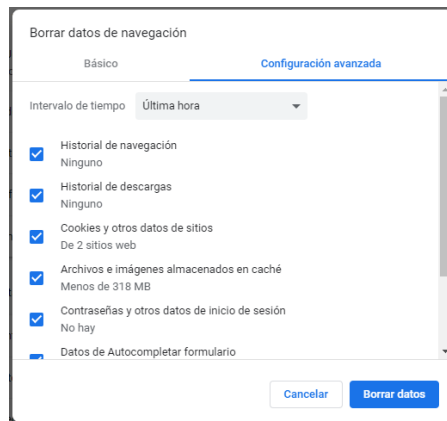 Borrar datos de navegación
Básico
Configuración avanzada
Intervalo de tiempo Última hora
Historial de navegación
Ninguno
Historial de descargas
Ninguno
Cookies y otros datos de sitios
De 2 sitios web
Archivos e imágenes almacenados en caché
Menos de 318 MB
Contraseñas y otros datos de inicio de sesión
No hay
Datos de Autocompletar formulario
Cancelar
Borrar datos